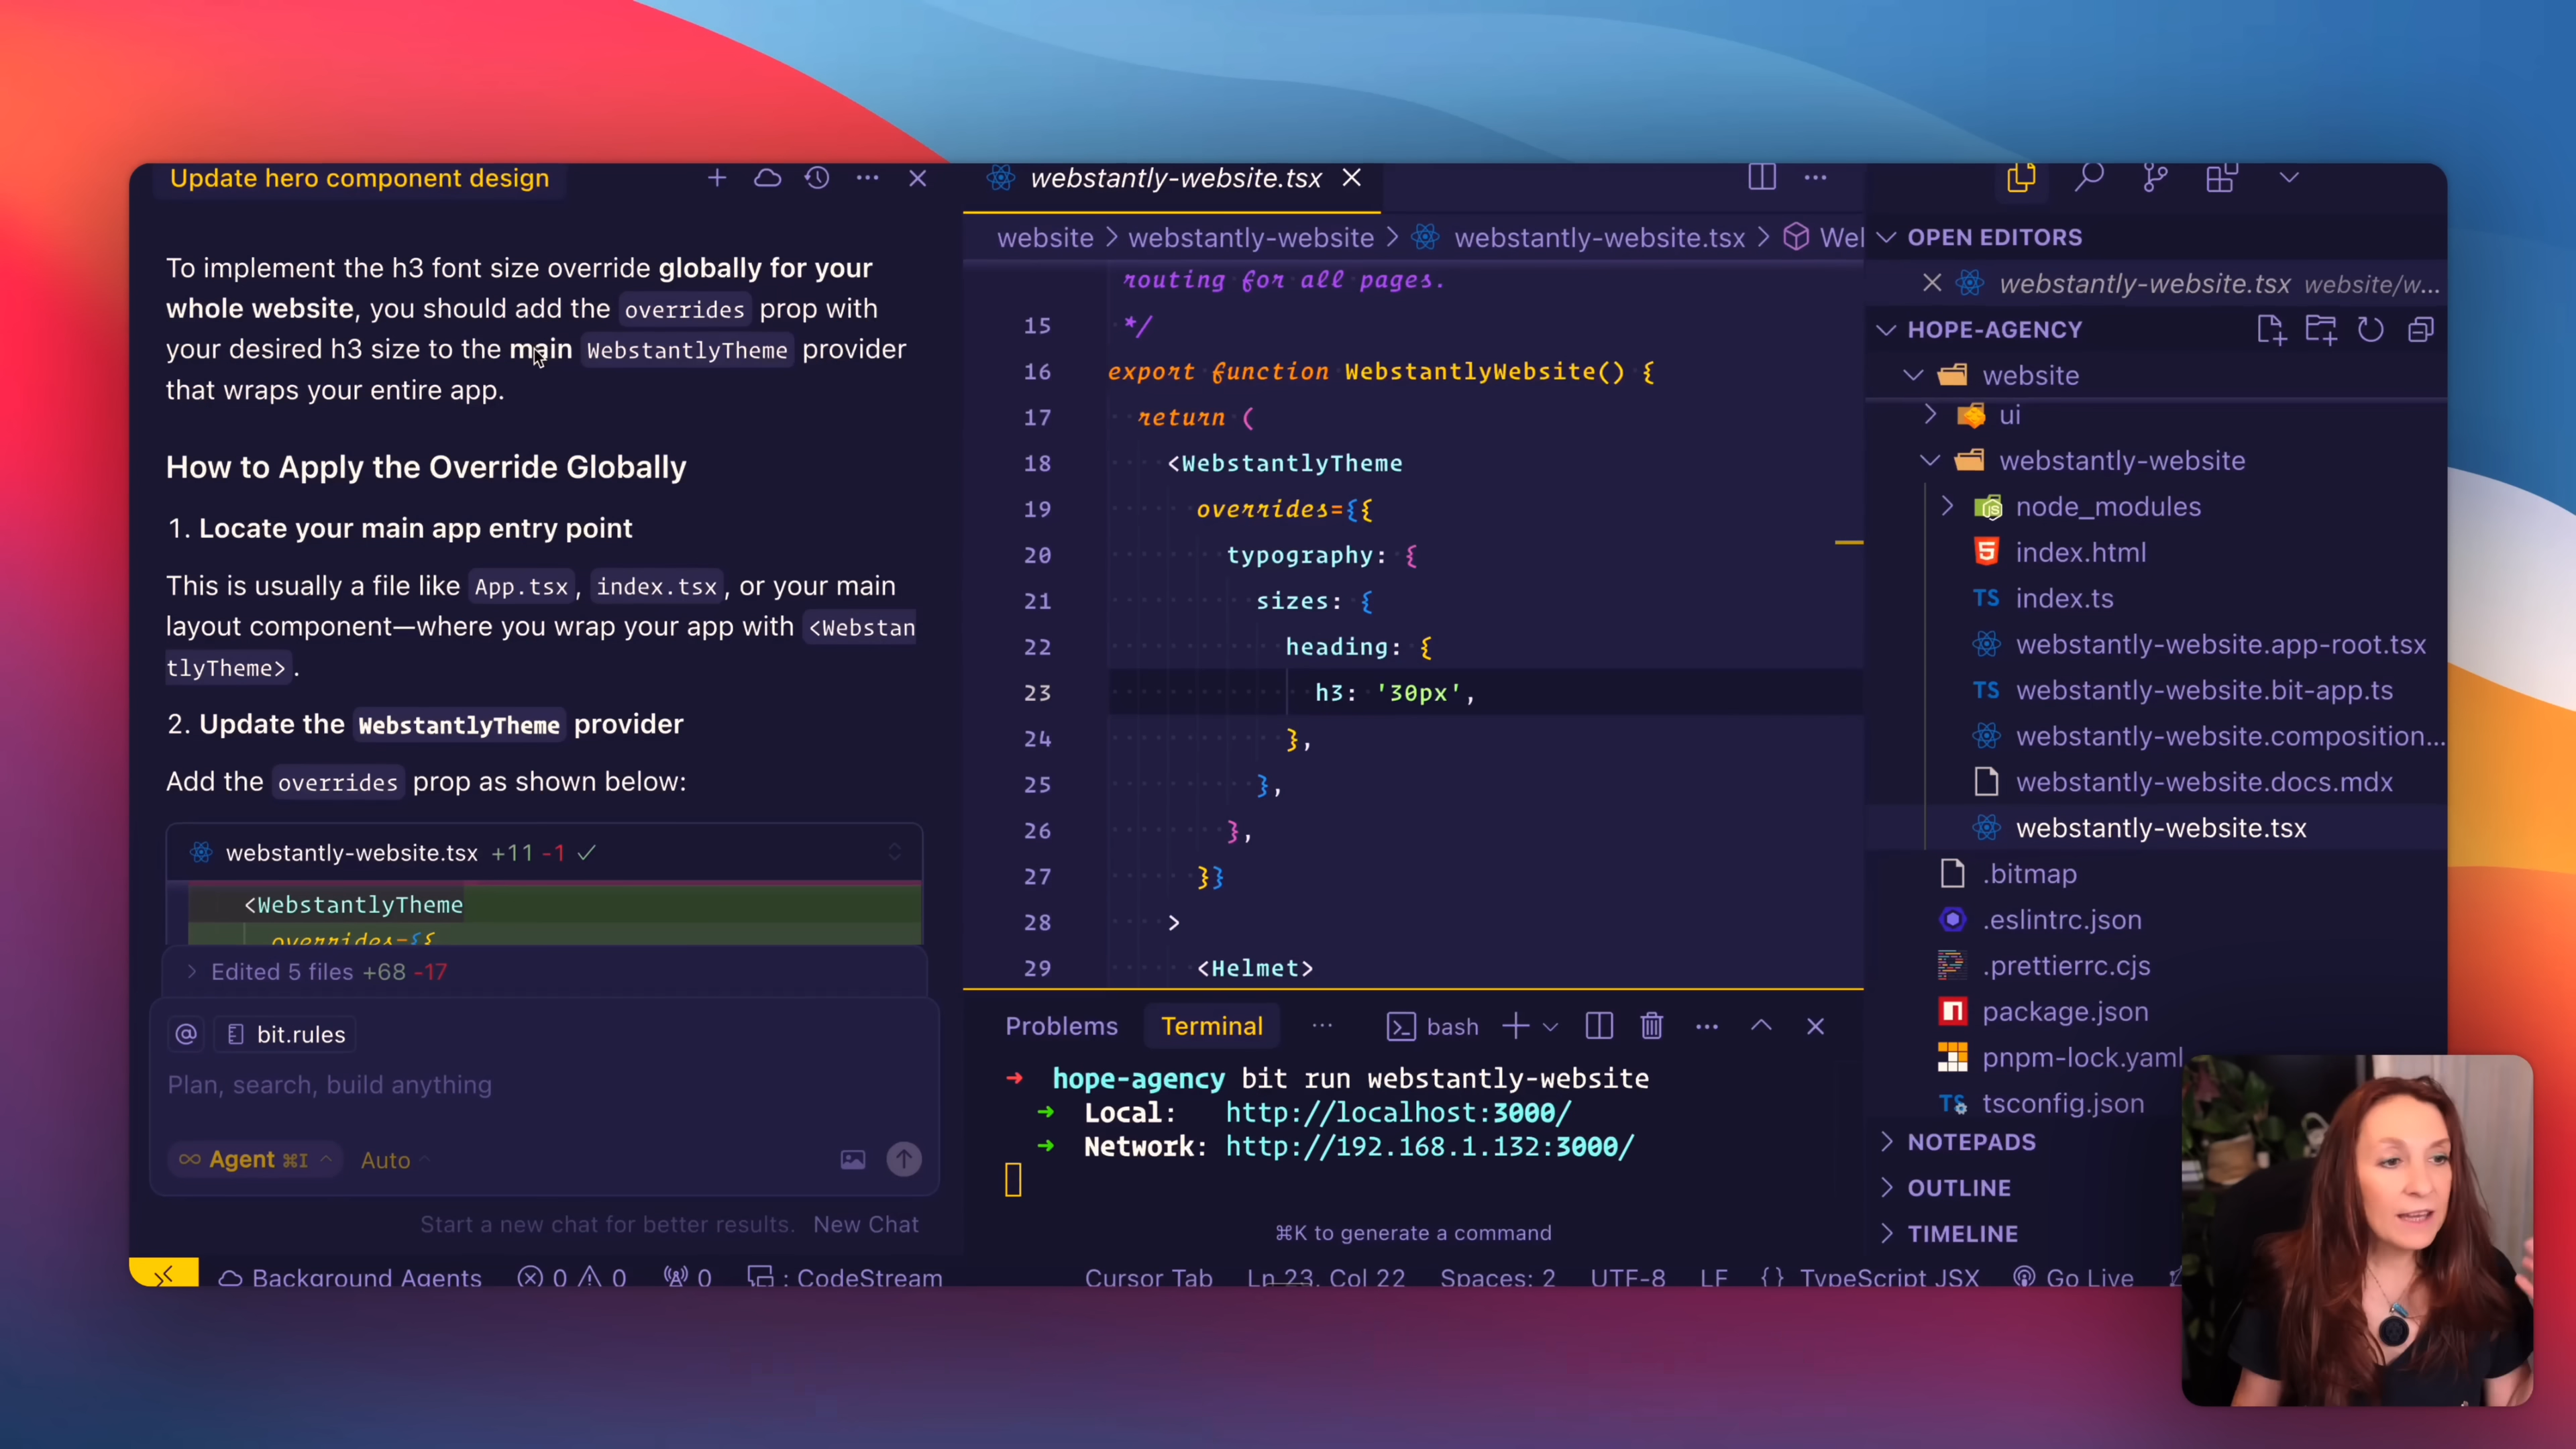 Update hero component design
To implement the h3 font size override globally for your
whole website, you should add the overrides prop with
your desired h3 size to the main WebstantlyTheme provider
that wraps your entire app.
How to Apply the Override Globally
1. Locate your main app entry point
This is usually a file like App.tsx, index.tsx, or your main
layout component—where you wrap your app with <Webstan
tlyTheme>.
2. Update the WebstantlyTheme provider
Add the overrides prop as shown below:
webstantly-website.tsx +11 -1
<WebstantlyTheme
overrides={{
Edited 5 files +68 -17
@ bit.rules
Plan, search, build anything
Agent ⌘I Auto
Start a new chat for better results. New Chat
webstantly-website.tsx
website > webstantly-website > webstantly-website.tsx > Wel
routing for all pages.
15 */
16 export function WebstantlyWebsite() {
17 return (
18 <WebstantlyTheme
19 overrides={{
20 typography: {
21 sizes: {
22 heading: {
23 h3: '30px',
24 },
25 },
26 },
27 }}
28 >
29 <Helmet>
Problems Terminal ··· bash
→ hope-agency bit run webstantly-website
→ Local: http://localhost:3000/
→ Network: http://192.168.1.132:3000/
⌘K to generate a command
OPEN EDITORS
webstantly-website.tsx website/w...
HOPE-AGENCY
website
ui
webstantly-website
node_modules
index.html
TS index.ts
webstantly-website.app-root.tsx
TS webstantly-website.bit-app.ts
webstantly-website.composition...
webstantly-website.docs.mdx
webstantly-website.tsx
.bitmap
.eslintrc.json
.prettierrc.cjs
package.json
pnpm-lock.yaml
TS tsconfig.json
NOTEPADS
OUTLINE
TIMELINE
Background Agents 0 0 0 : CodeStream Cursor Tab Ln 23, Col 22 Spaces: 2 UTF-8 LF {} TypeScript JSX Go Live